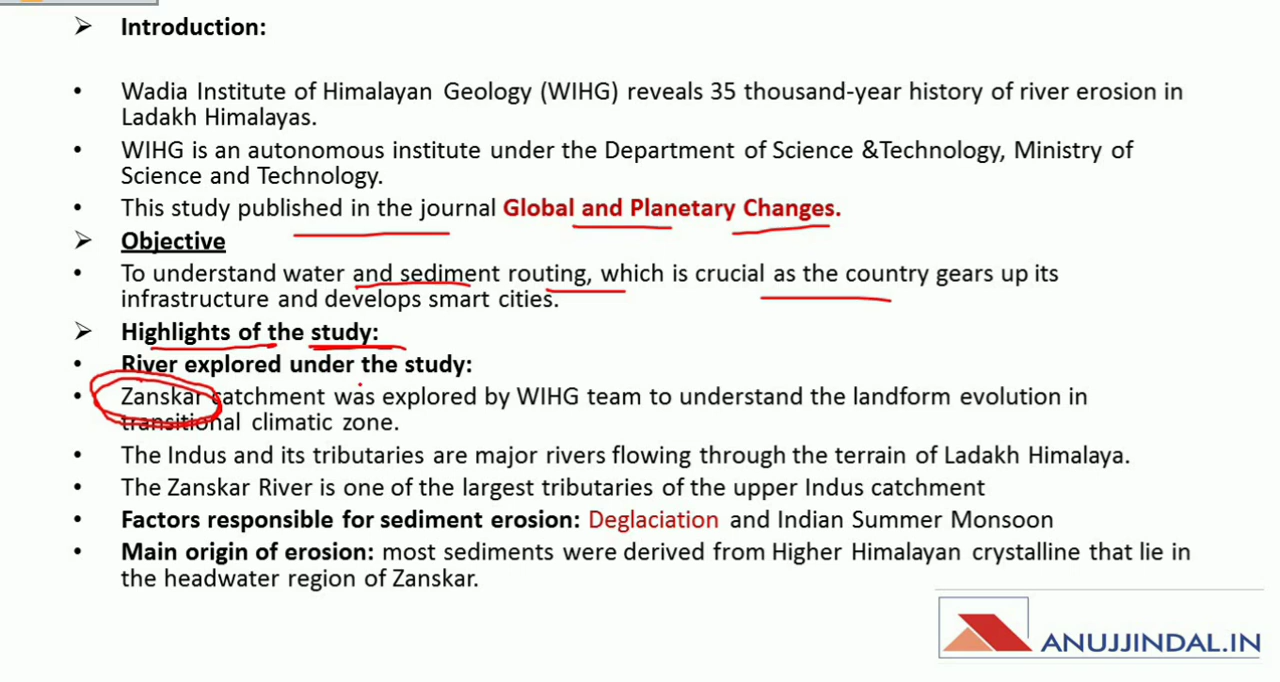 ➢ Introduction:
• Wadia Institute of Himalayan Geology (WIHG) reveals 35 thousand-year history of river erosion in
Ladakh Himalayas.
• WIHG is an autonomous institute under the Department of Science &Technology, Ministry of
Science and Technology.
• This study published in the journal Global and Planetary Changes.
➢ Objective
• To understand water and sediment routing, which is crucial as the country gears up its
infrastructure and develops smart cities.
➢ Highlights of the study:
• River explored under the study:
• Zanskar catchment was explored by WIHG team to understand the landform evolution in
transitional climatic zone.
• The Indus and its tributaries are major rivers flowing through the terrain of Ladakh Himalaya.
• The Zanskar River is one of the largest tributaries of the upper Indus catchment
• Factors responsible for sediment erosion: Deglaciation and Indian Summer Monsoon
• Main origin of erosion: most sediments were derived from Higher Himalayan crystalline that lie in
the headwater region of Zanskar.
ANUJJINDAL.IN